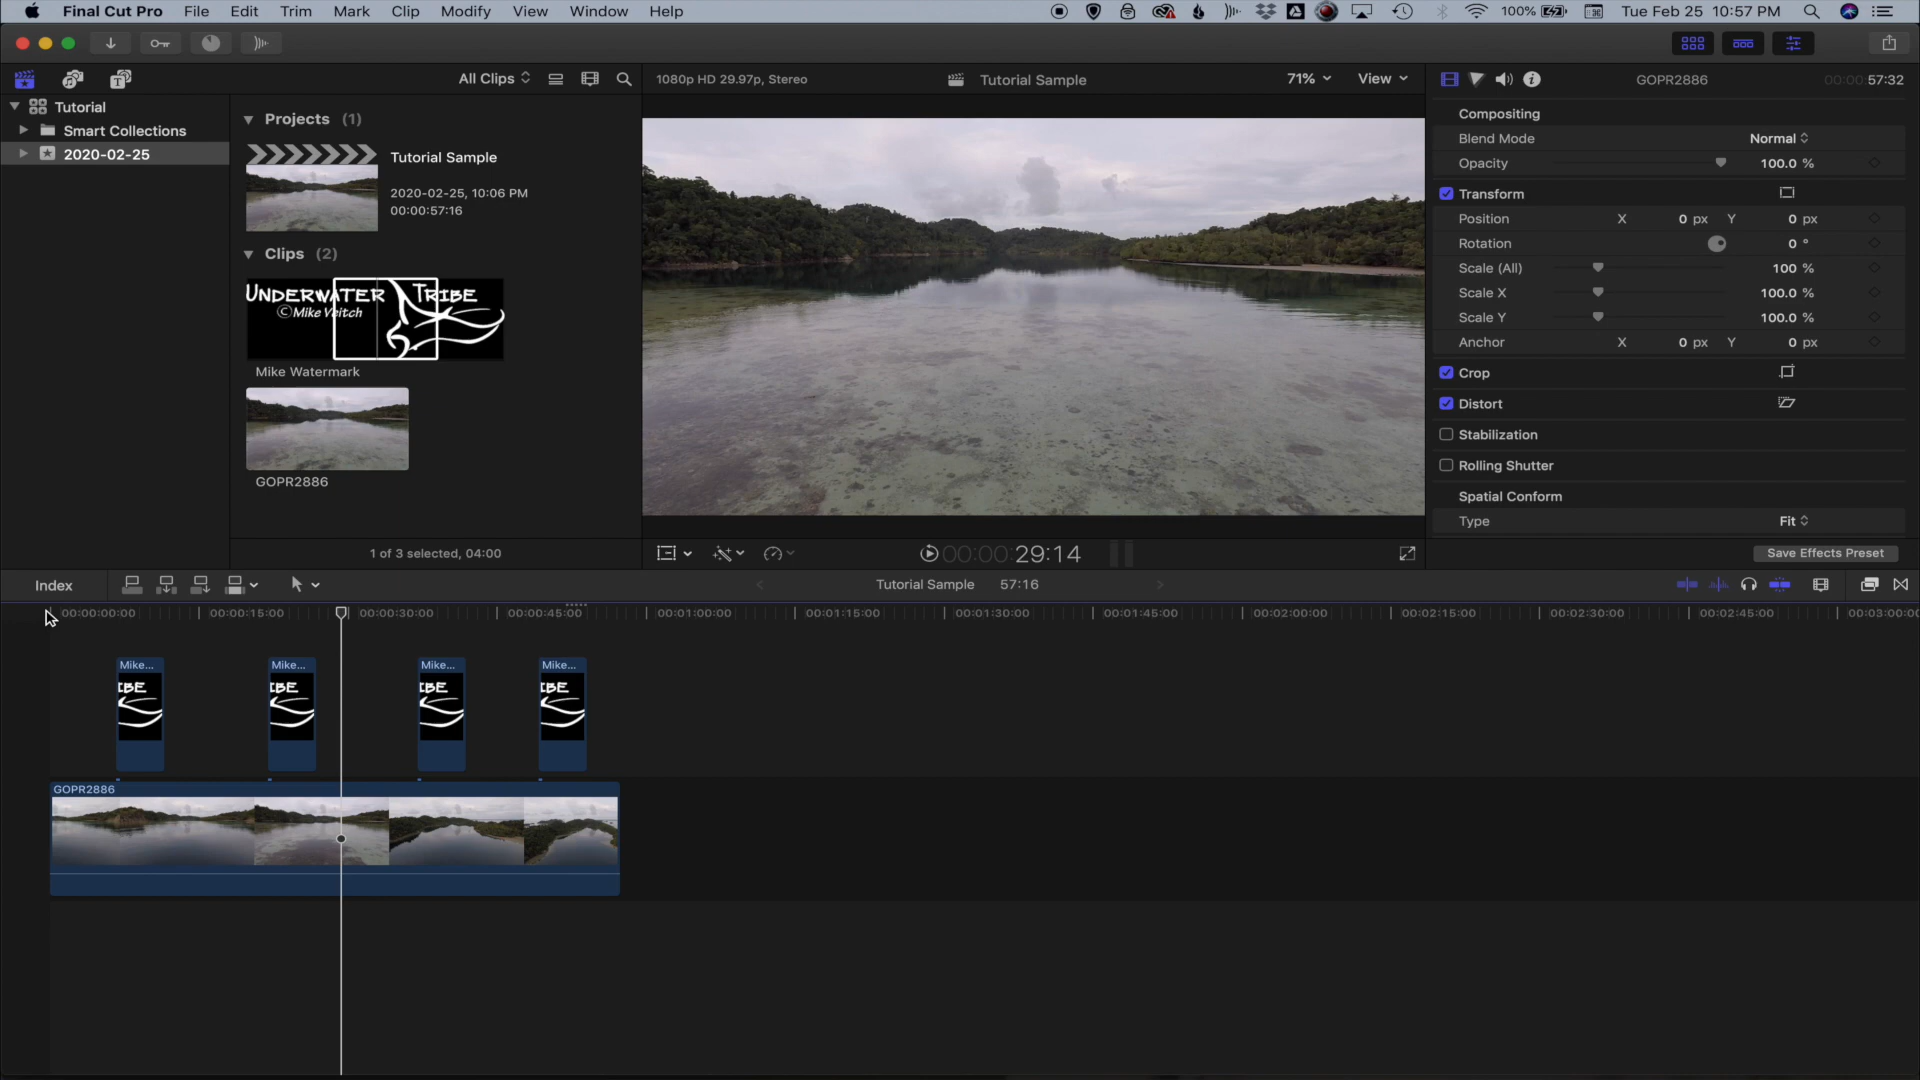 Final Cut Pro File Edit Trim Mark Clip Modify View Window Help
100% Tue Feb 25 10:57 PM
All Clips
1080p HD 29.97p, Stereo
Tutorial Sample
71% View
GOPR2886
00:00:57:32
Tutorial
Smart Collections
2020-02-25
Projects (1)
Tutorial Sample
2020-02-25, 10:06 PM
00:00:57:16
Clips (2)
UNDERWATER TRIBE
©Mike Veitch
Mike Watermark
GOPR2886
1 of 3 selected, 04:00
00:00:29:14
Compositing
Blend Mode Normal
Opacity 100.0 %
Transform
Position X 0 px Y 0 px
Rotation 0 °
Scale (All) 100 %
Scale X 100.0 %
Scale Y 100.0 %
Anchor X 0 px Y 0 px
Crop
Distort
Stabilization
Rolling Shutter
Spatial Conform
Type Fit
Save Effects Preset
Index
Tutorial Sample 57:16
00:00:00:00 00:00:15:00 00:00:30:00 00:00:45:00 00:01:00:00 00:01:15:00 00:01:30:00 00:01:45:00 00:02:00:00 00:02:15:00 00:02:30:00 00:02:45:00 00:03:00:00
Mike... Mike... Mike... Mike...
IBE IBE IBE IBE
GOPR2886